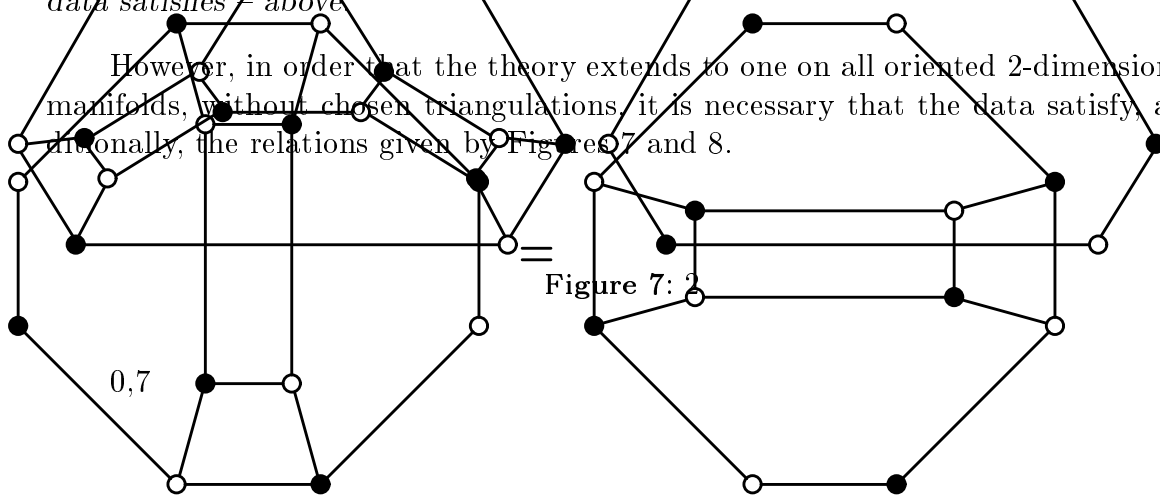 data satisfies – above.
However, in order that the theory extends to one on all oriented 2-dimension
manifolds, without chosen triangulations, it is necessary that the data satisfy, a
ditionally, the relations given by Figures 7 and 8.
=
Figure 7: 2
0,7